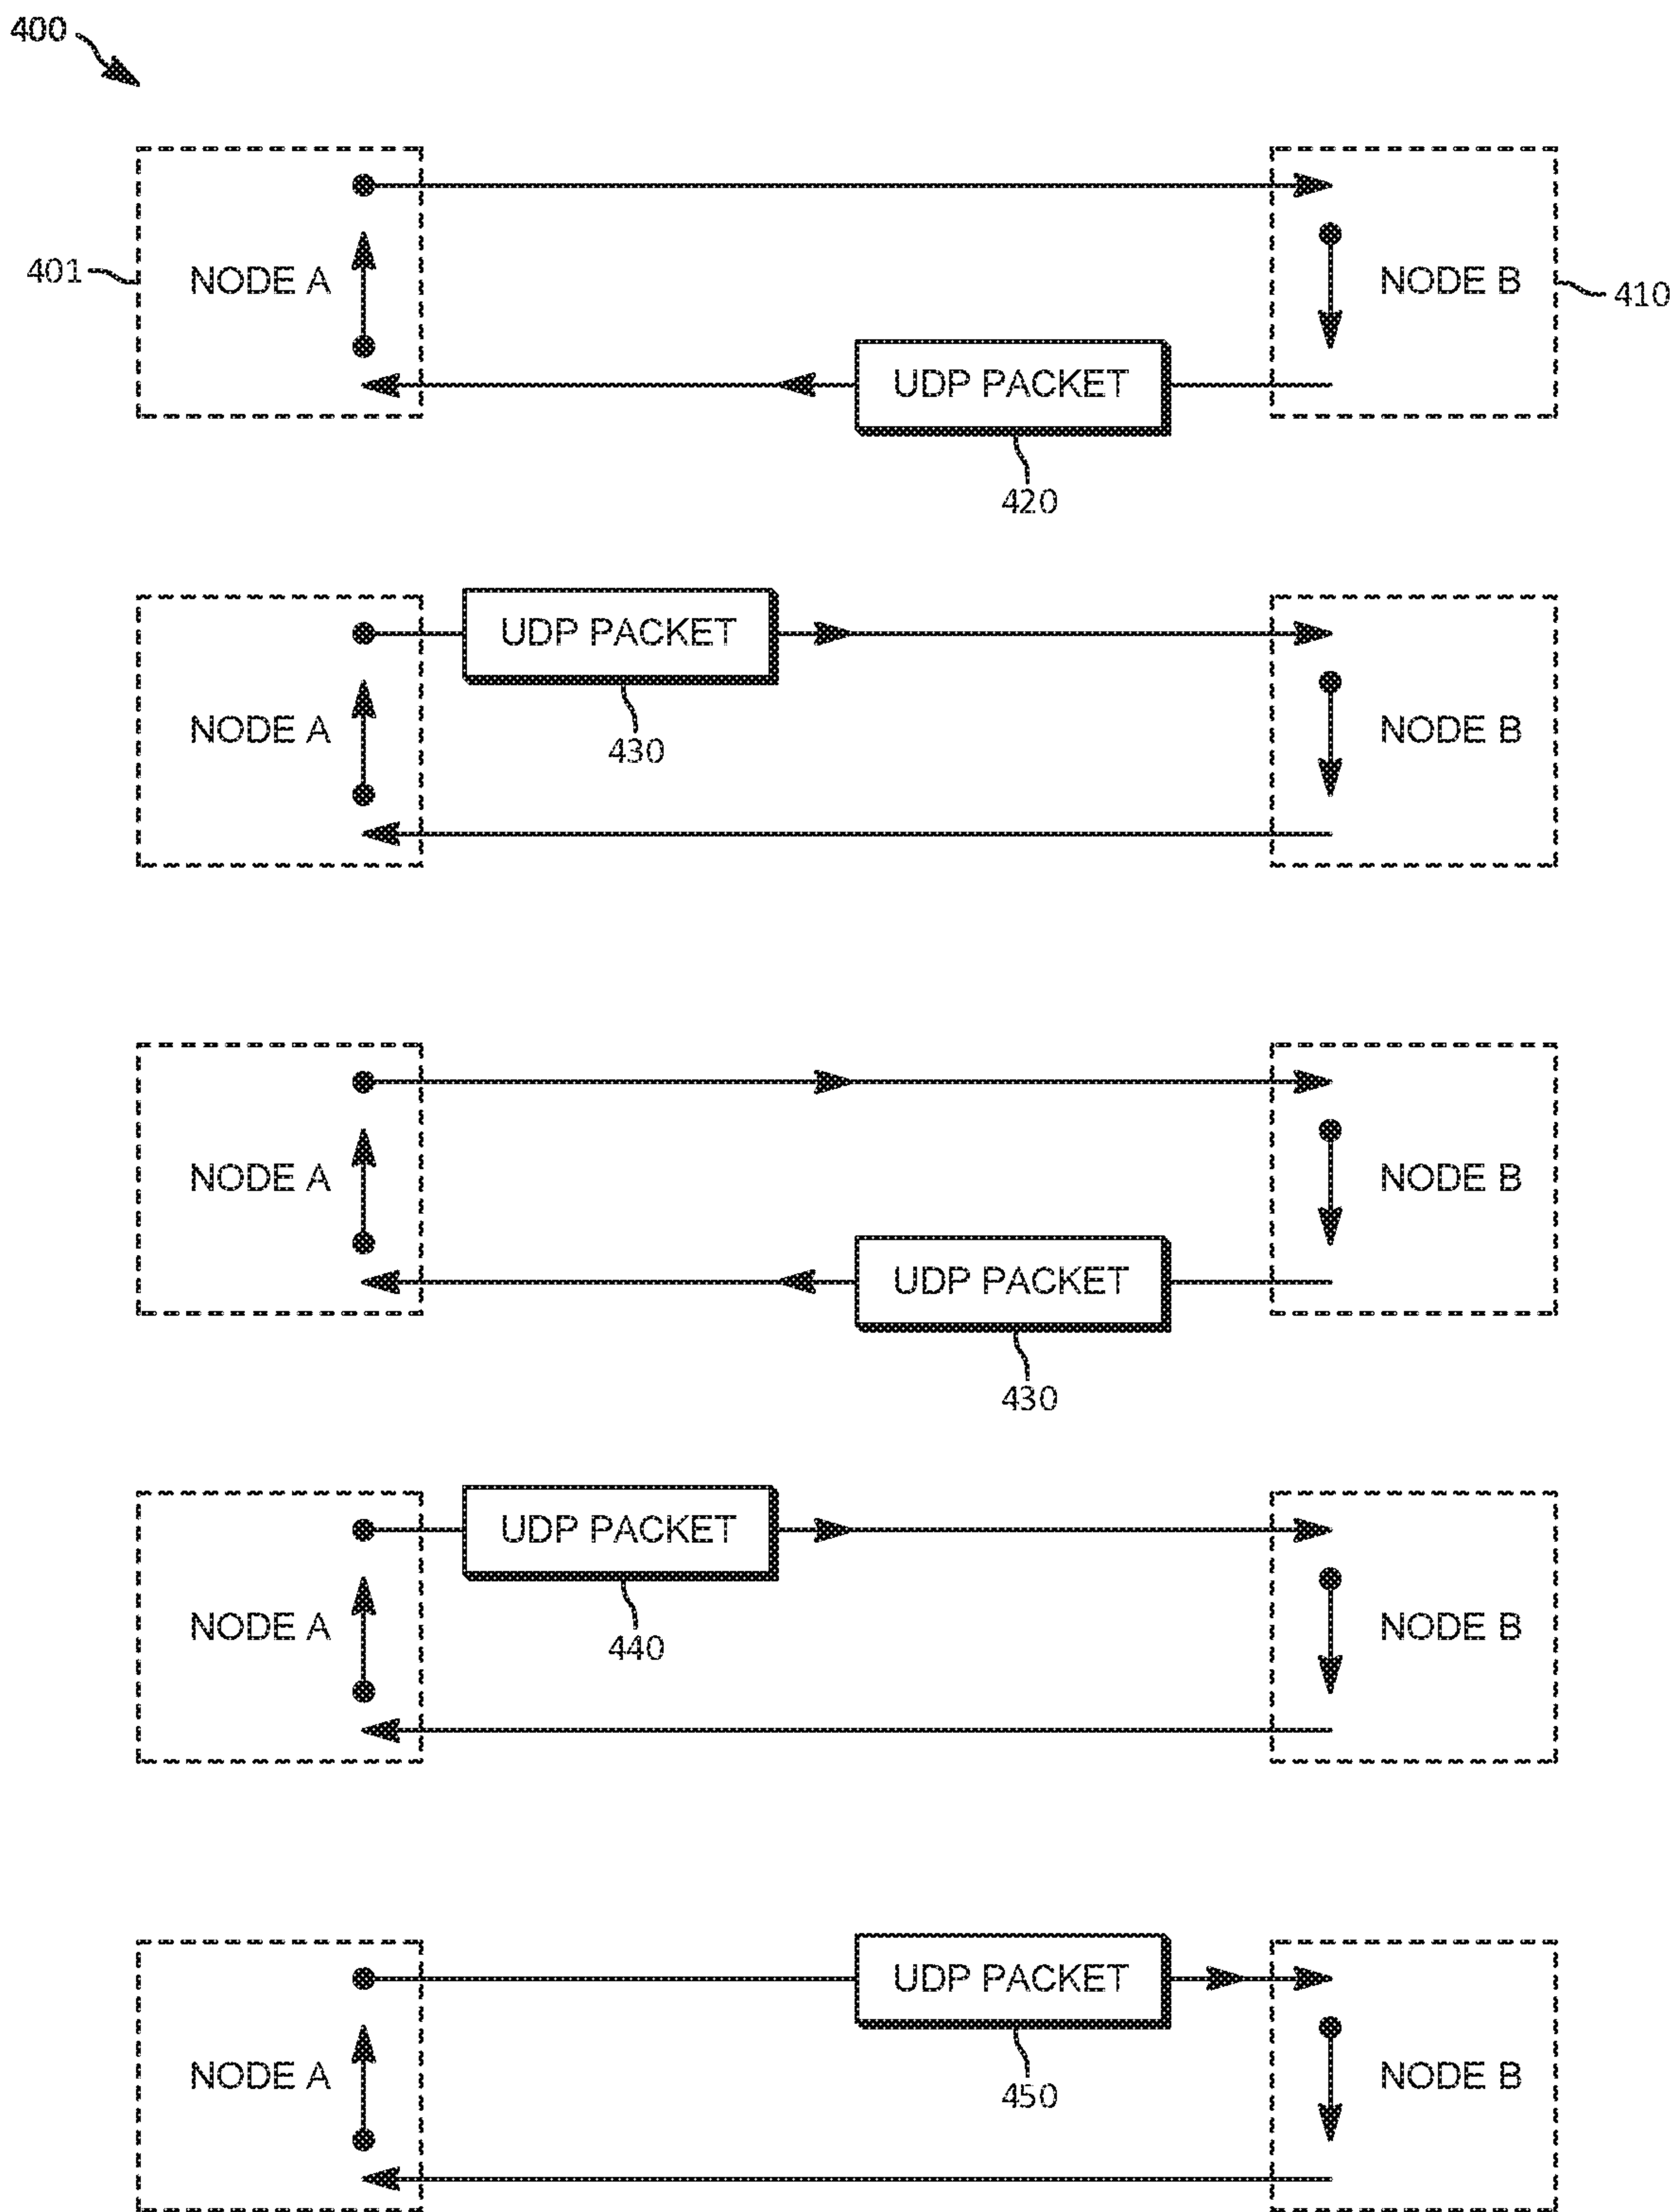 400
401
NODE A
NODE B
410
UDP PACKET
420
UDP PACKET
NODE A
430
NODE B
NODE A
NODE B
UDP PACKET
430
UDP PACKET
NODE A
440
NODE B
UDP PACKET
NODE A
450
NODE B